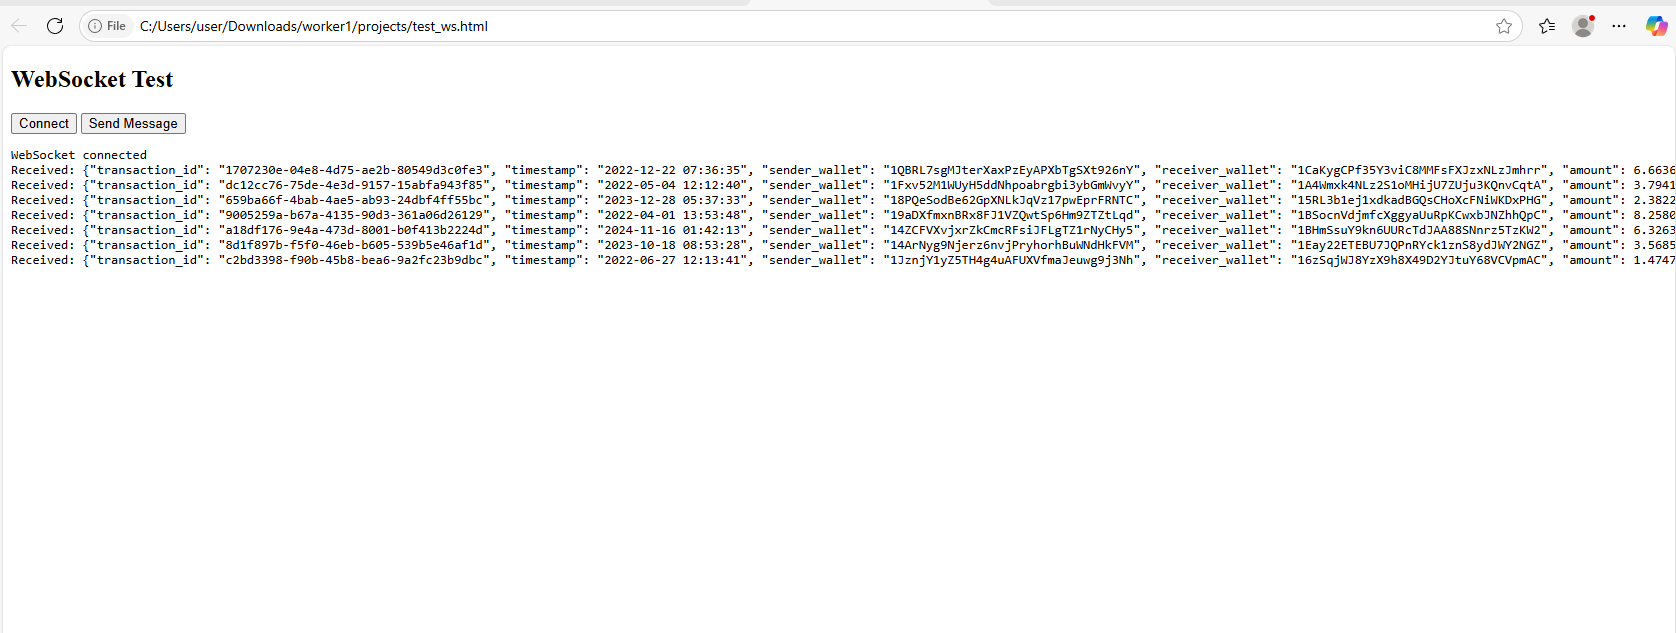 File C:/Users/user/Downloads/worker1/projects/test_ws.html
WebSocket Test
Connect Send Message
WebSocket connected
Received: {"transaction_id": "1707230e-04e8-4d75-ae2b-80549d3c0fe3", "timestamp": "2022-12-22 07:36:35", "sender_wallet": "1QBRL7sgMJterXaxPzEyAPXbTgSXt926nY", "receiver_wallet": "1CaKygCPf35Y3viC8MMFsFXJzxNLzJmhrr", "amount": 6.6636
Received: {"transaction_id": "dc12cc76-75de-4e3d-9157-15abfa943f85", "timestamp": "2022-05-04 12:12:40", "sender_wallet": "1Fxv52M1WUyH5ddNhpoabrgbi3ybGmWvyY", "receiver_wallet": "1A4Wmxk4NLz2S1oMHijU7ZUju3KQnvCqtA", "amount": 3.7941
Received: {"transaction_id": "659ba66f-4bab-4ae5-ab93-24dbf4ff55bc", "timestamp": "2023-12-28 05:37:33", "sender_wallet": "18PQeSodBe62GpXNLkJqVz17pwEprFRNTC", "receiver_wallet": "15RL3b1ej1xdkadBGQsCHoXcFNiWKDxPHG", "amount": 2.3822
Received: {"transaction_id": "9005259a-b67a-4135-90d3-361a06d26129", "timestamp": "2022-04-01 13:53:48", "sender_wallet": "19aDXfmxnBRx8FJ1VZQwtSp6Hm9ZTZtLqd", "receiver_wallet": "1BSocnVdjmfcXggyaUuRpKCwxbJNZhhQpC", "amount": 8.2580
Received: {"transaction_id": "a18df176-9e4a-473d-8001-b0f413b2224d", "timestamp": "2024-11-16 01:42:13", "sender_wallet": "14ZCFVXvjxrZkCmcRFsiJFLgTZ1rNyCHy5", "receiver_wallet": "1BHmSsuY9kn6UURcTdJAA88SNnrz5TzKW2", "amount": 6.3263
Received: {"transaction_id": "8d1f897b-f5f0-46eb-b605-539b5e46af1d", "timestamp": "2023-10-18 08:53:28", "sender_wallet": "14ArNyg9Njerz6nvjPryhorhBuWNdHkFVM", "receiver_wallet": "1Eay22ETEBU7JQPnRYck1znS8ydJWY2NGZ", "amount": 3.5685
Received: {"transaction_id": "c2bd3398-f90b-45b8-bea6-9a2fc23b9dbc", "timestamp": "2022-06-27 12:13:41", "sender_wallet": "1JznjY1yZ5TH4g4uAFUXVfmaJeuwg9j3Nh", "receiver_wallet": "16zSqjWJ8YzX9h8X49D2YJtuY68VCVpmAC", "amount": 1.4747